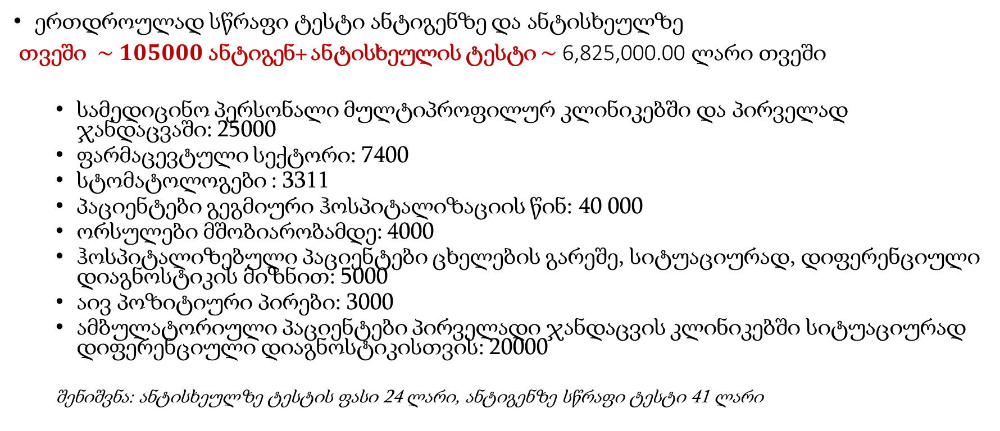 • ერთდროულად სწრაფი ტესტი ანტიგენზე და ანტისხეულზე
თვეში ~ 105000 ანტიგენ+ ანტისხეულის ტესტი ~ 6,825,000.00 ლარი თვეში
• სამედიცინო პერსონალი მულტიპროფილურ კლინიკებში და პირველად
ჯანდაცვაში: 25000
• ფარმაცევტული სექტორი: 7400
• სტომატოლოგები : 3311
• პაციენტები გეგმიური ჰოსპიტალიზაციის წინ: 40 000
• ორსულები მშობიარობამდე: 4000
• ჰოსპიტალიზებული პაციენტები ცხელების გარეშე, სიტუაციურად, დიფერენციული
დიაგნოსტიკის მიზნით: 5000
• აივ პოზიტიური პირები: 3000
• ამბულატორიული პაციენტები პირველადი ჯანდაცვის კლინიკებში სიტუაციურად
დიფერენციული დიაგნოსტიკისთვის: 20000
შენიშვნა: ანტისხეულზე ტესტის ფასი 24 ლარი, ანტიგენზე სწრაფი ტესტი 41 ლარი